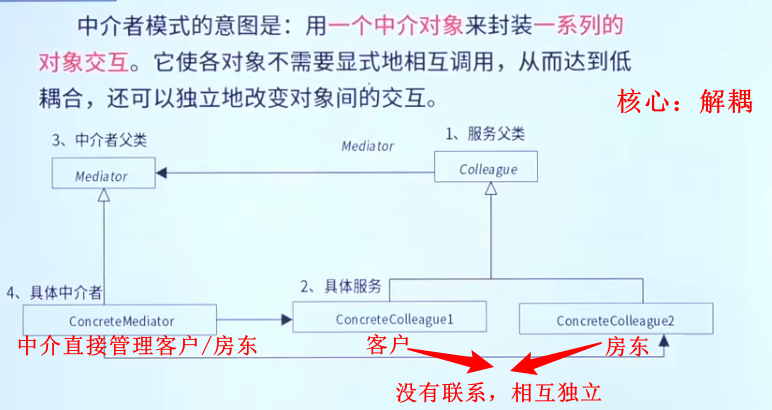 中介者模式的意图是：用一个中介对象来封装一系列的
对象交互。它使各对象不需要显式地相互调用，从而达到低
耦合，还可以独立地改变对象间的交互。
核心：解耦
3、中介者父类
Mediator
1、服务父类
Mediator
Colleague
4、具体中介者
2、具体服务
ConcreteMediator
ConcreteColleague1
ConcreteColleague2
中介直接管理客户/房东
客户
房东
没有联系，相互独立